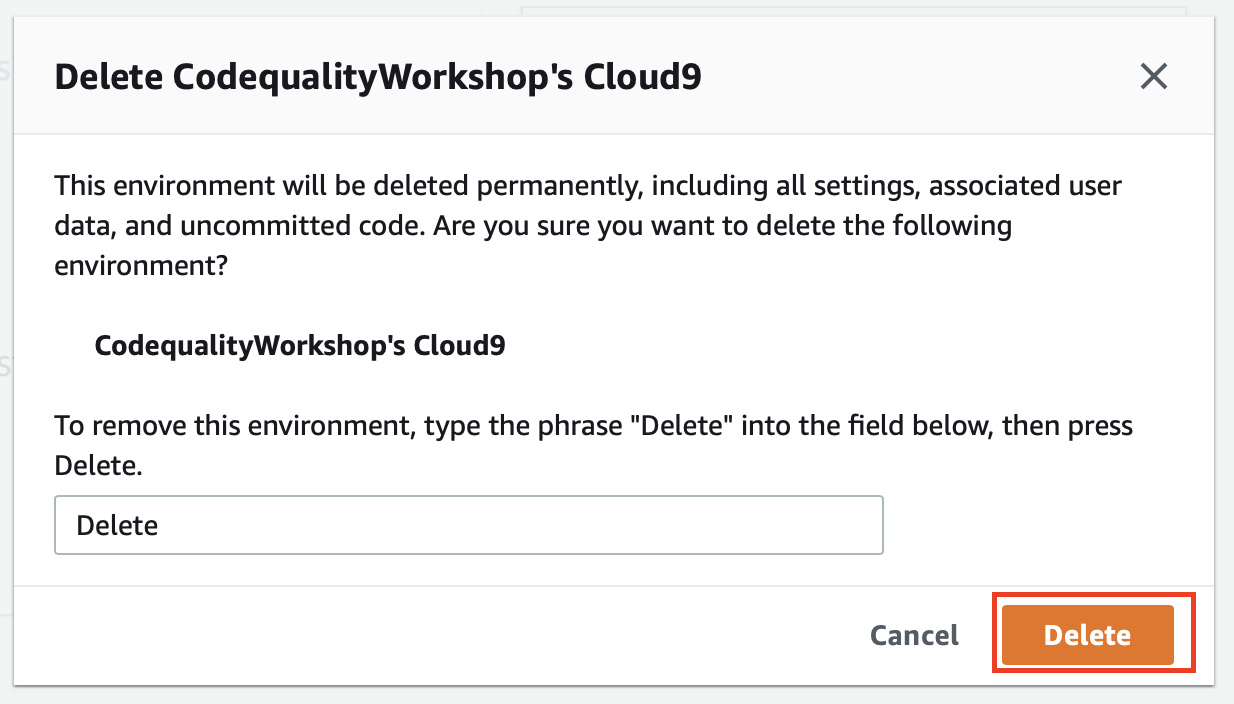 Delete CodequalityWorkshop's Cloud9
This environment will be deleted permanently, including all settings, associated user
data, and uncommitted code. Are you sure you want to delete the following
environment?
CodequalityWorkshop's Cloud9
To remove this environment, type the phrase "Delete" into the field below, then press
Delete.
Delete
Cancel Delete